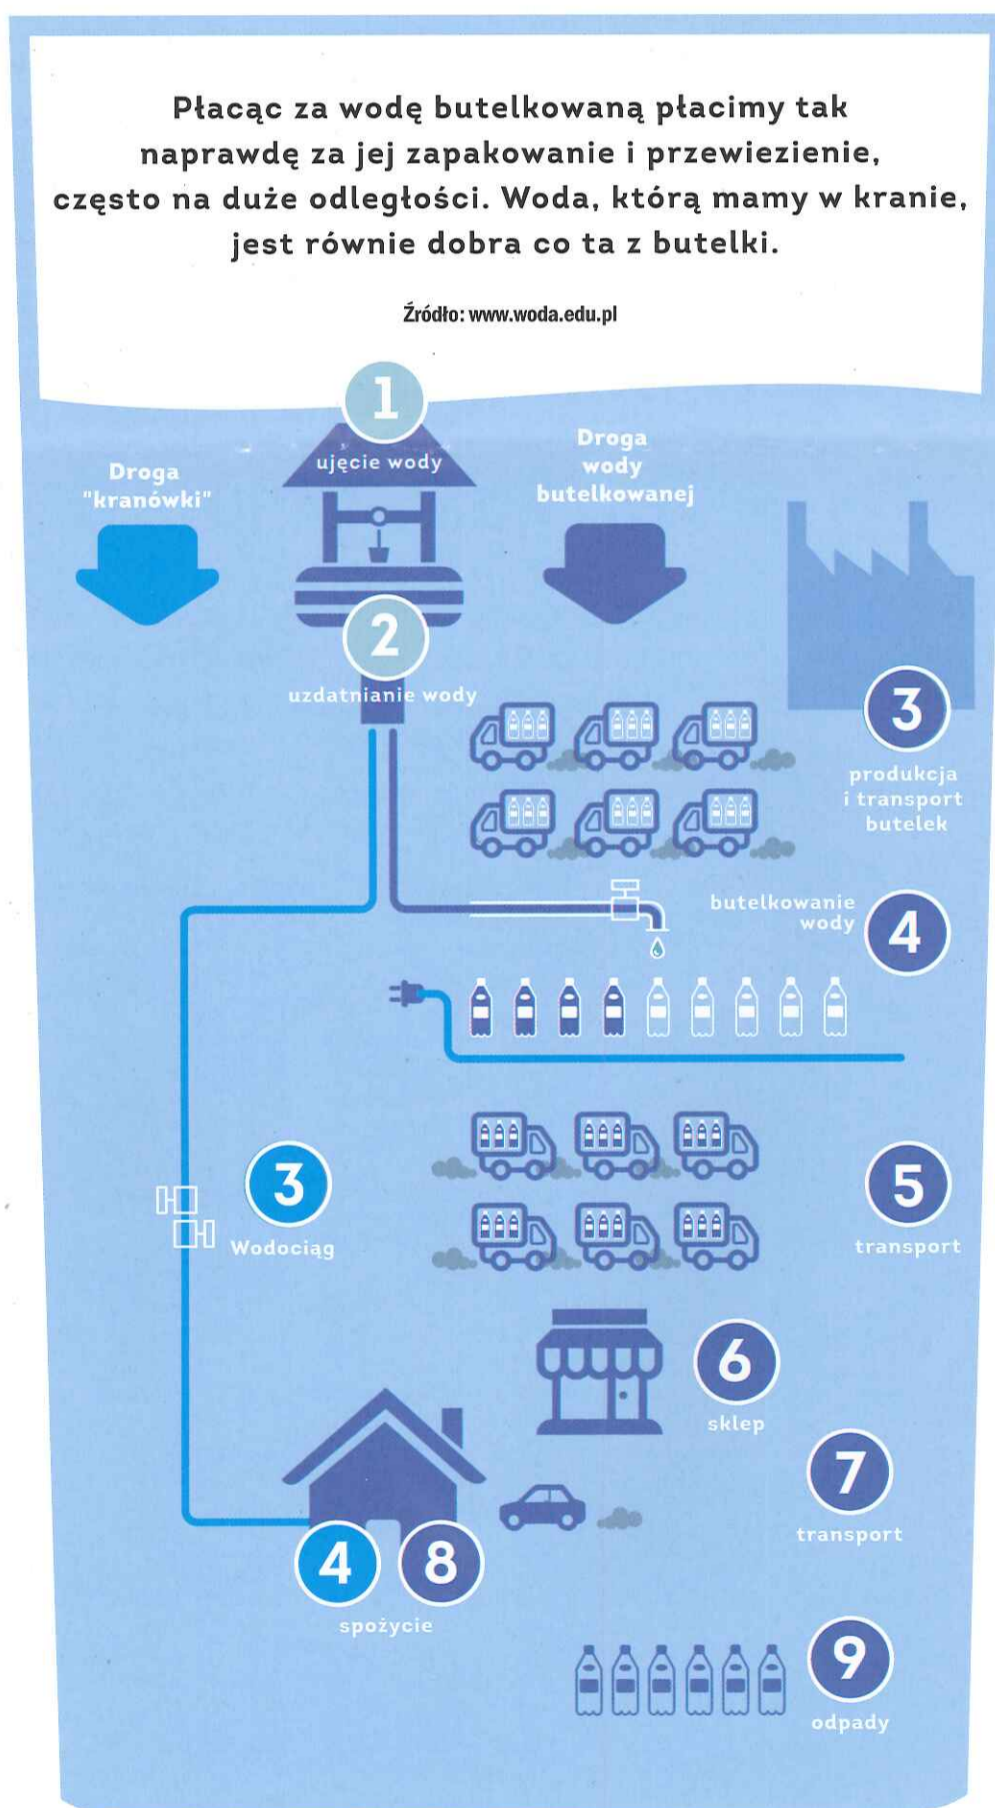 Płacąc za wodę butelkowaną płacimy tak
naprawdę za jej zapakowanie i przewiezienie,
często na duże odległości. Woda, którą mamy w kranie,
jest równie dobra co ta z butelki.
Źródło: www.woda.edu.pl
1
ujęcie wody
Droga
"kranówki"
Droga
wody
butelkowanej
2
uzdatnianie wody
3
produkcja
i transport
butelek
butelkowanie
wody
4
3
Wodociąg
5
transport
6
sklep
7
transport
4
8
spożycie
9
odpady